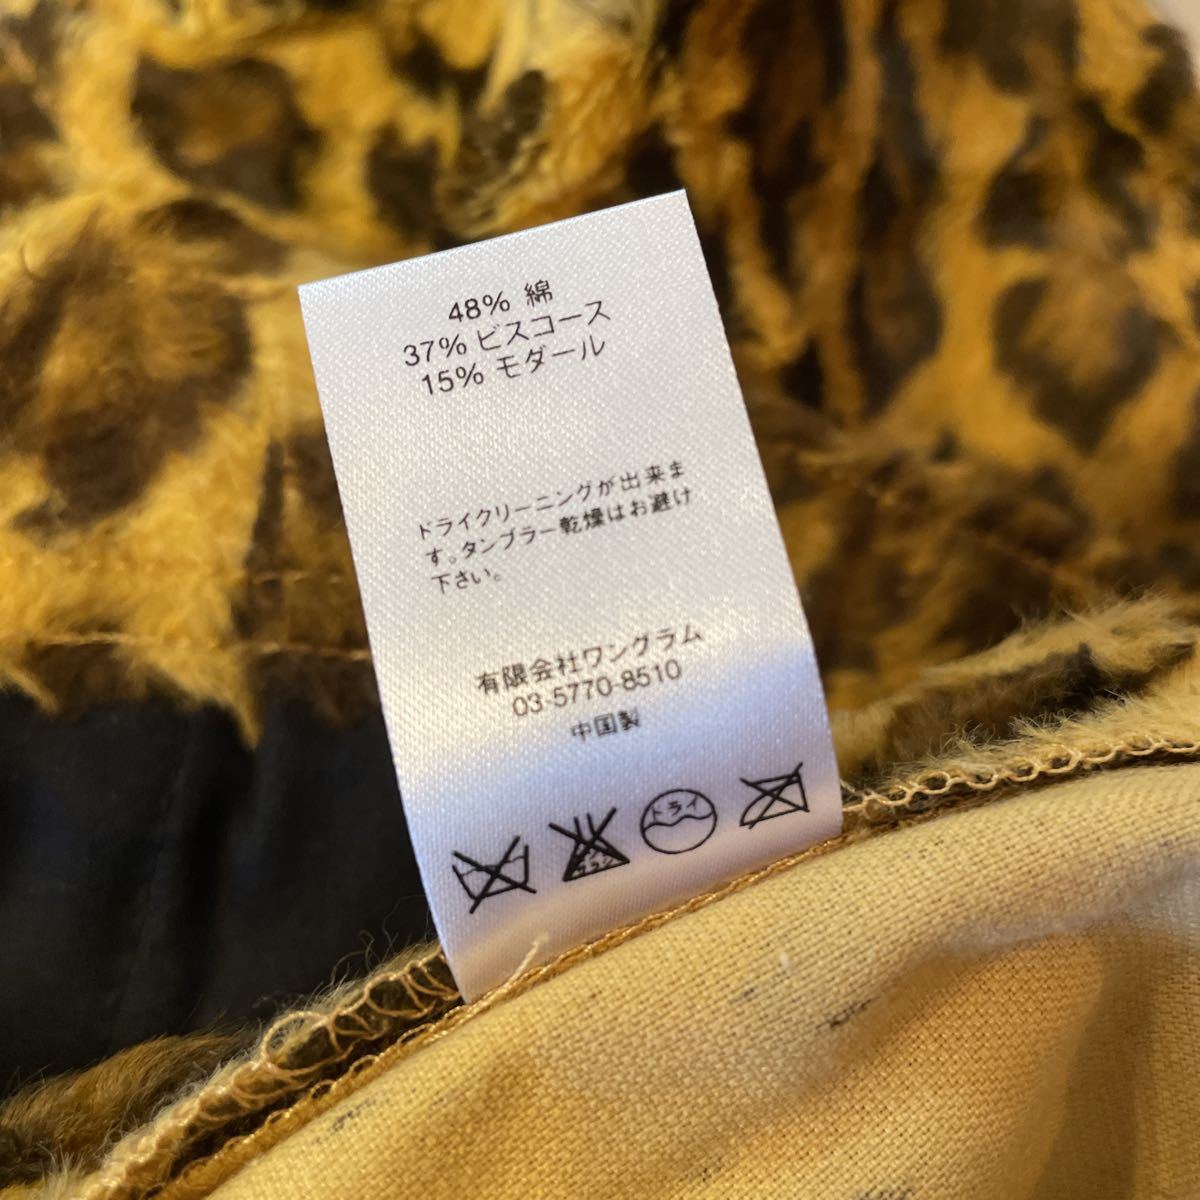 48% 綿
37% ビスコース
15% モダール
ドライクリーニングが出来ま
す。タンブラー乾燥はお避け
下さい。
有限会社ワングラム
03-5770-8510
中国製
ドライ